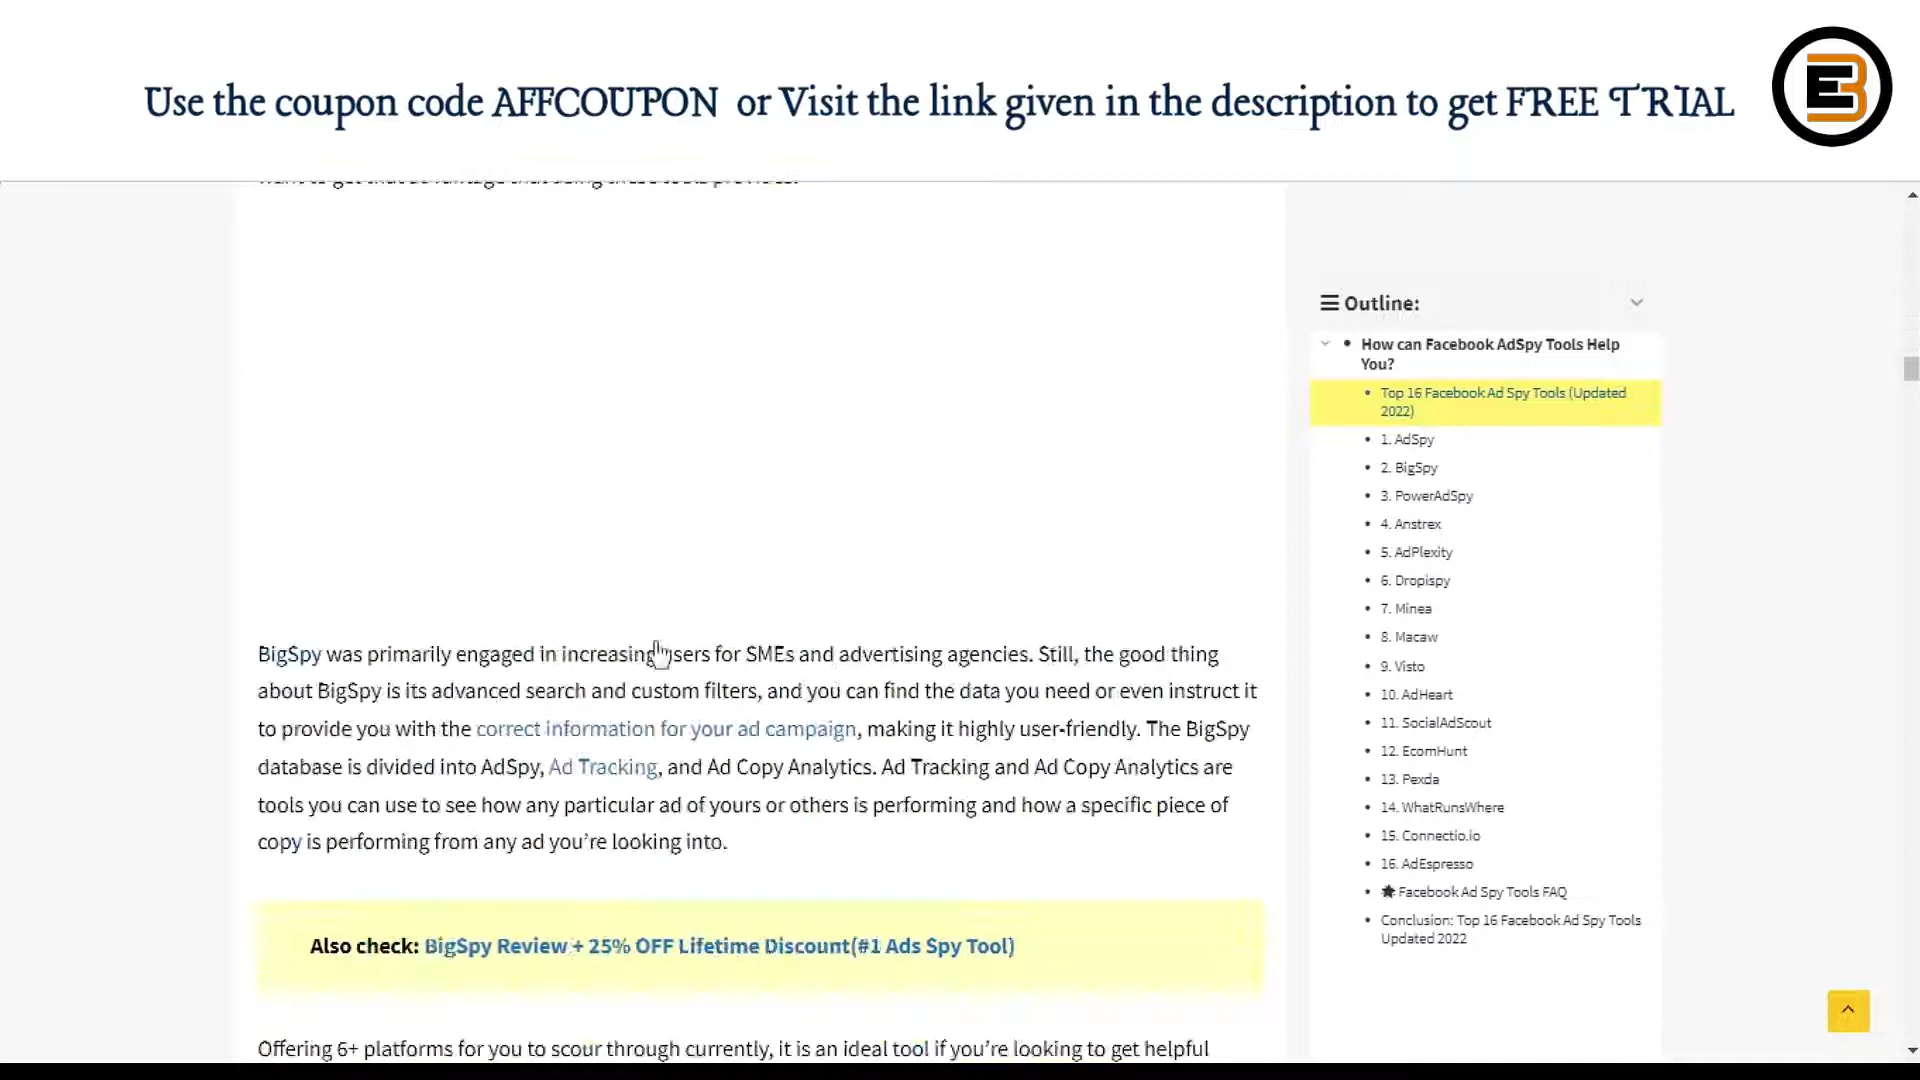 Use the coupon code AFFCOUPON or Visit the link given in the description to get FREE TRIAL
EB
BigSpy was primarily engaged in increasing users for SMEs and advertising agencies. Still, the good thing
about BigSpy is its advanced search and custom filters, and you can find the data you need or even instruct it
to provide you with the correct information for your ad campaign, making it highly user-friendly. The BigSpy
database is divided into AdSpy, Ad Tracking, and Ad Copy Analytics. Ad Tracking and Ad Copy Analytics are
tools you can use to see how any particular ad of yours or others is performing and how a specific piece of
copy is performing from any ad you’re looking into.
Also check: BigSpy Review + 25% OFF Lifetime Discount(#1 Ads Spy Tool)
Offering 6+ platforms for you to scour through currently, it is an ideal tool if you’re looking to get helpful
Outline:
How can Facebook AdSpy Tools Help
You?
Top 16 Facebook Ad Spy Tools (Updated
2022)
1. AdSpy
2. BigSpy
3. PowerAdSpy
4. Anstrex
5. AdPlexity
6. Dropispy
7. Minea
8. Macaw
9. Visto
10. AdHeart
11. SocialAdScout
12. EcomHunt
13. Pexda
14. WhatRunsWhere
15. Connectio.io
16. AdEspresso
Facebook Ad Spy Tools FAQ
Conclusion: Top 16 Facebook Ad Spy Tools
Updated 2022